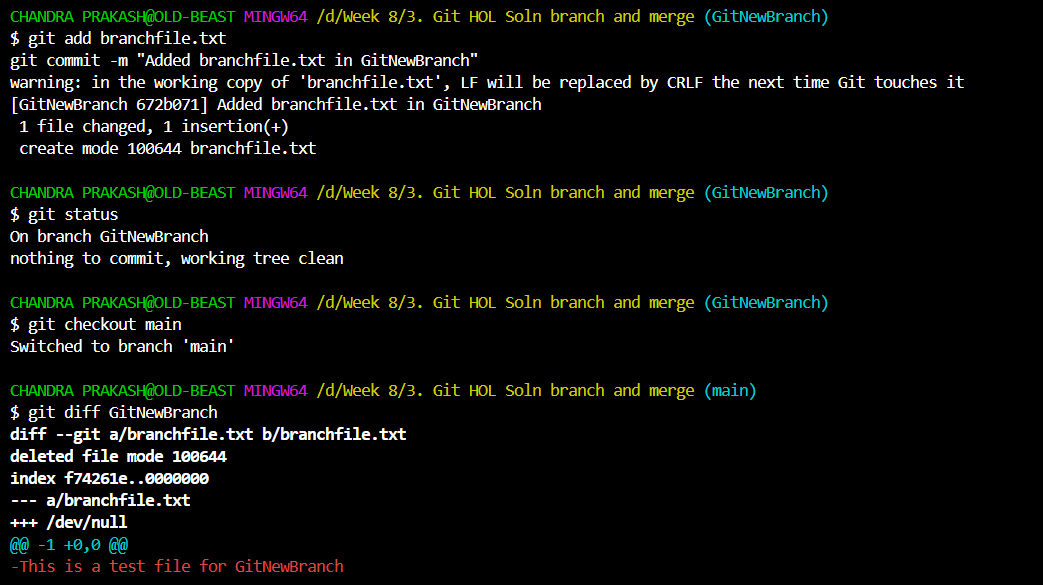 CHANDRA PRAKASH@OLD-BEAST MINGW64 /d/Week 8/3. Git HOL Soln branch and merge (GitNewBranch)
$ git add branchfile.txt
git commit -m "Added branchfile.txt in GitNewBranch"
warning: in the working copy of 'branchfile.txt', LF will be replaced by CRLF the next time Git touches it
[GitNewBranch 672b071] Added branchfile.txt in GitNewBranch
 1 file changed, 1 insertion(+)
 create mode 100644 branchfile.txt

CHANDRA PRAKASH@OLD-BEAST MINGW64 /d/Week 8/3. Git HOL Soln branch and merge (GitNewBranch)
$ git status
On branch GitNewBranch
nothing to commit, working tree clean

CHANDRA PRAKASH@OLD-BEAST MINGW64 /d/Week 8/3. Git HOL Soln branch and merge (GitNewBranch)
$ git checkout main
Switched to branch 'main'

CHANDRA PRAKASH@OLD-BEAST MINGW64 /d/Week 8/3. Git HOL Soln branch and merge (main)
$ git diff GitNewBranch
diff --git a/branchfile.txt b/branchfile.txt
deleted file mode 100644
index f74261e..0000000
--- a/branchfile.txt
+++ /dev/null
@@ -1 +0,0 @@
-This is a test file for GitNewBranch